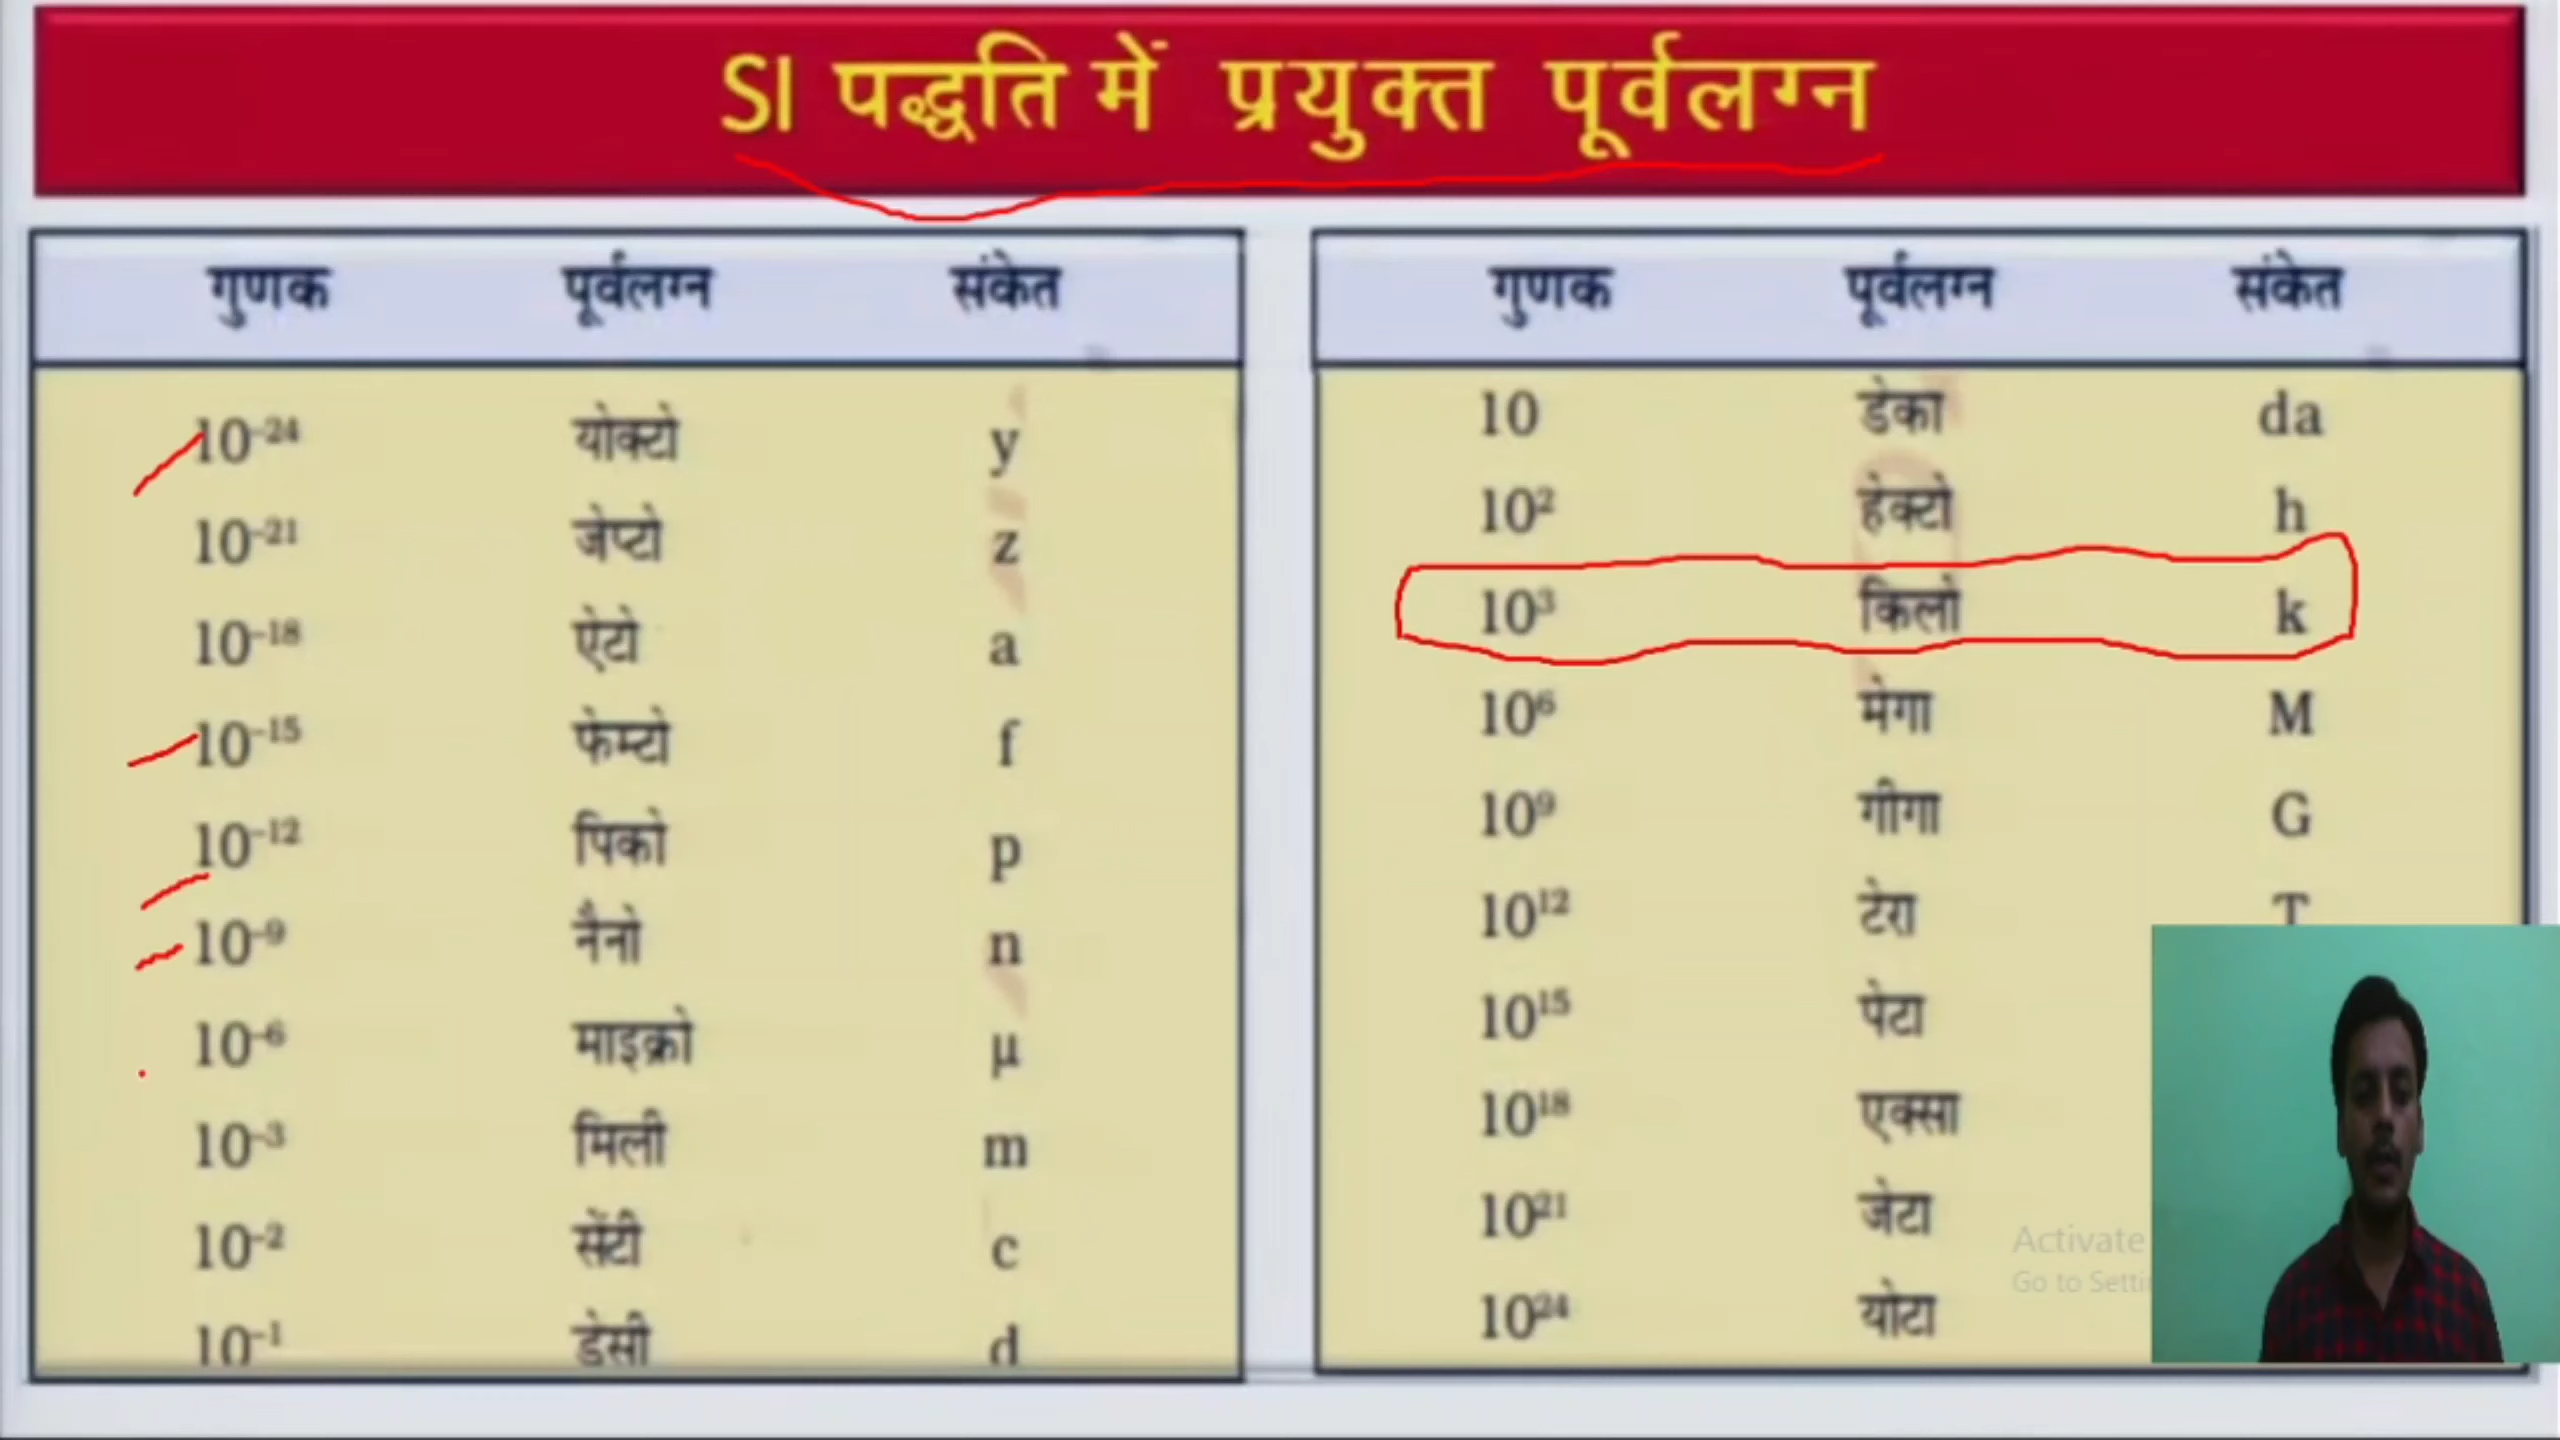 SI पद्धति में प्रयुक्त पूर्वलग्न
गुणक पूर्वलग्न संकेत
10⁻²⁴ योक्टो y
10⁻²¹ जेप्टो z
10⁻¹⁸ ऐटो a
10⁻¹⁵ फेम्टो f
10⁻¹² पिको p
10⁻⁹ नैनो n
10⁻⁶ माइक्रो μ
10⁻³ मिली m
10⁻² सेंटी c
10⁻¹ डेसी d
गुणक पूर्वलग्न संकेत
10 डेका da
10² हेक्टो h
10³ किलो k
10⁶ मेगा M
10⁹ गीगा G
10¹² टेरा T
10¹⁵ पेटा
10¹⁸ एक्सा
10²¹ जेटा
10²⁴ योटा
Activate
Go to